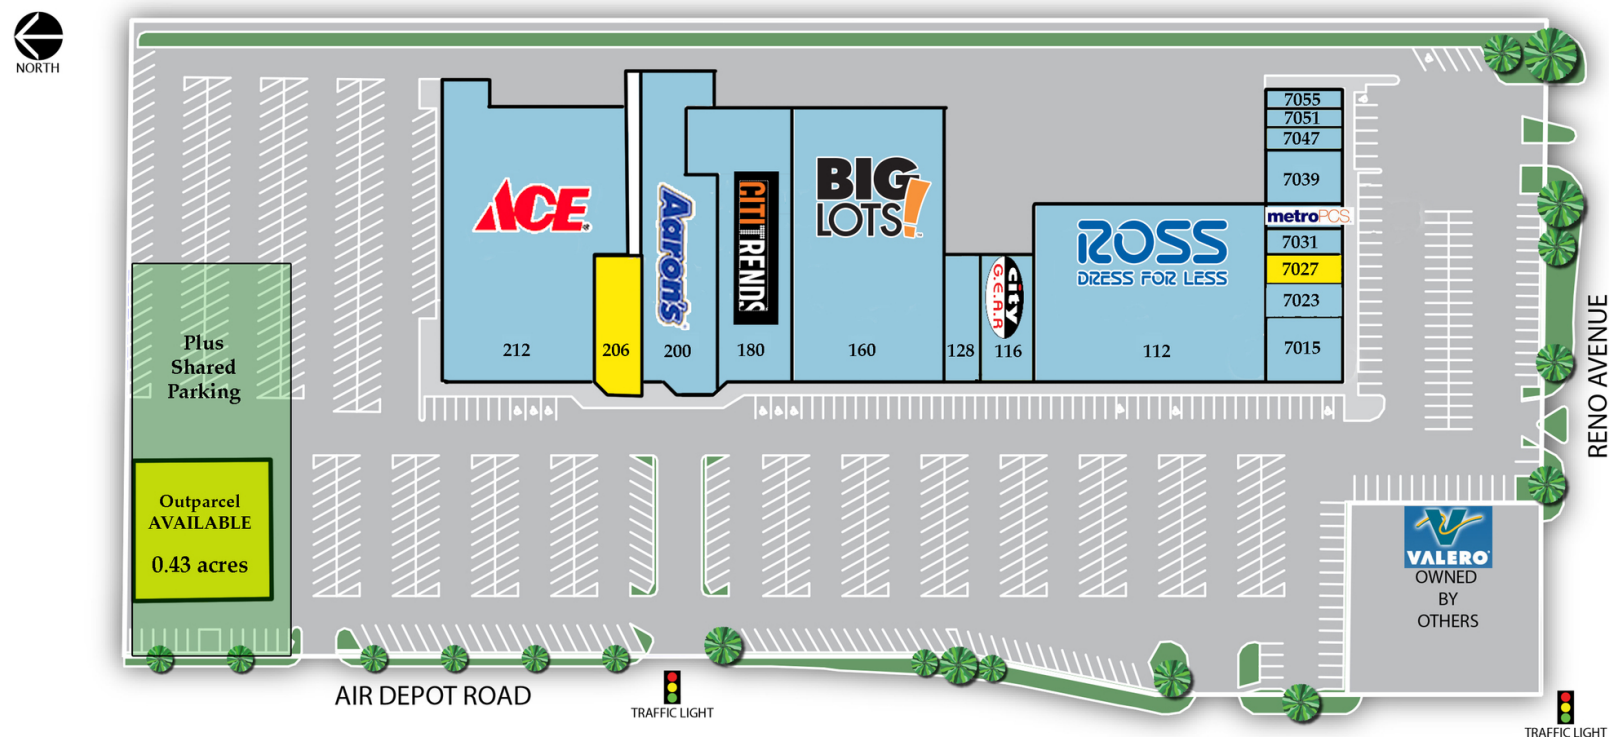 NORTH
7055
7051
7047
7039
metroPCS.
7031
7027
7023
7015
ACE
Aaron's
CITITRENDS
BIG
LOTS!
CITY
G.E.A.R
ROSS
DRESS FOR LESS
212
206
200
180
160
128
116
112
Plus
Shared
Parking
Outparcel
AVAILABLE
0.43 acres
RENO AVENUE
V
VALERO
OWNED
BY
OTHERS
AIR DEPOT ROAD
TRAFFIC LIGHT
TRAFFIC LIGHT